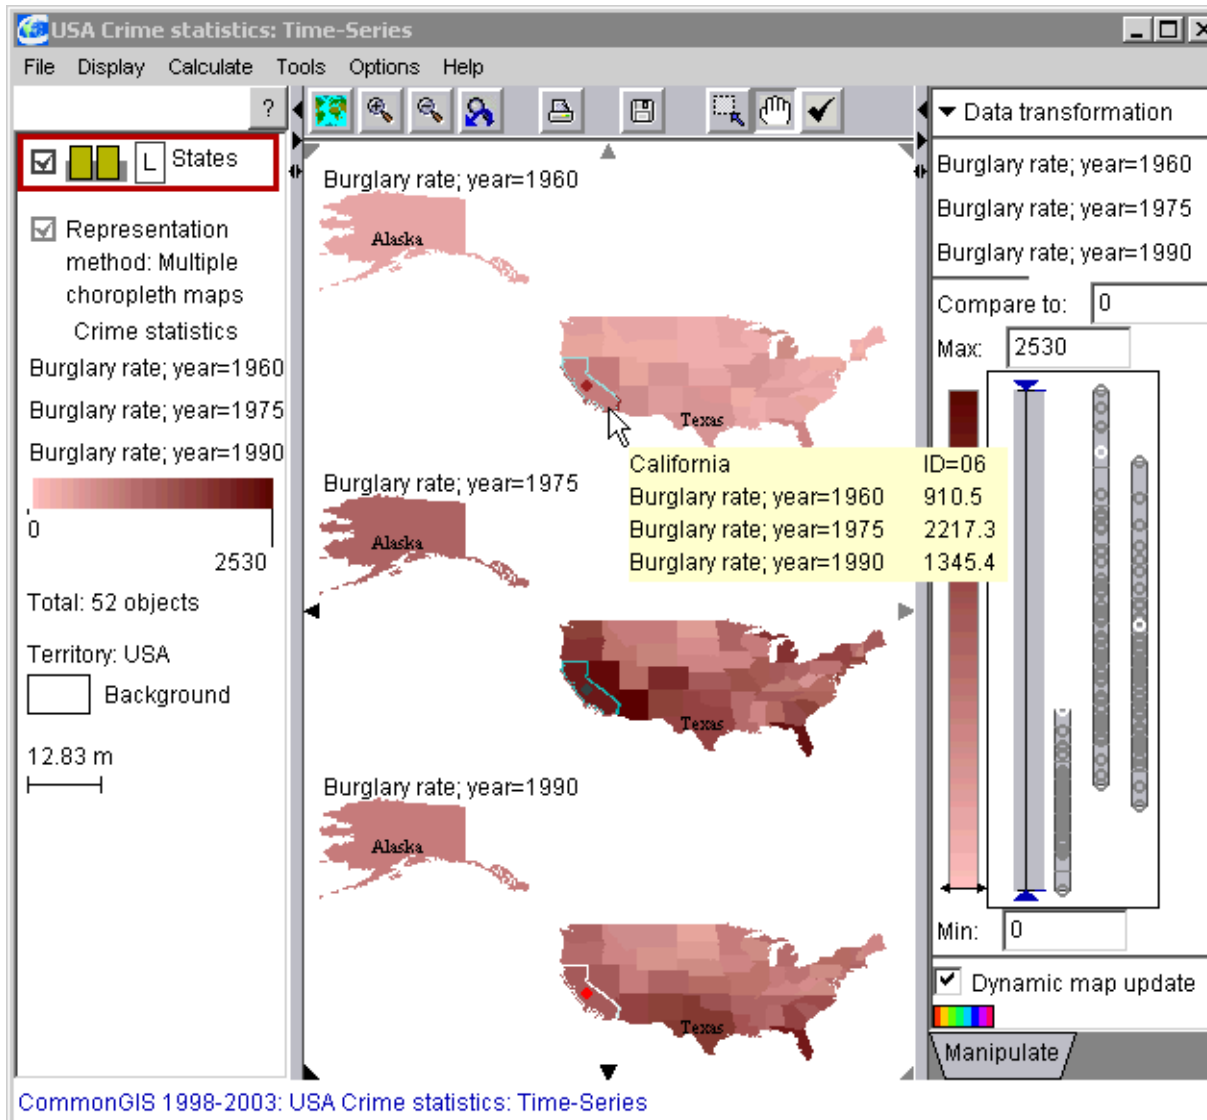 USA Crime statistics: Time-Series
File Display Calculate Tools Options Help
?
L States
Representation
method: Multiple
choropleth maps
Crime statistics
Burglary rate; year=1960
Burglary rate; year=1975
Burglary rate; year=1990
0
2530
Total: 52 objects
Territory: USA
Background
12.83 m
Burglary rate; year=1960
Alaska
Texas
California ID=06
Burglary rate; year=1960 910.5
Burglary rate; year=1975 2217.3
Burglary rate; year=1990 1345.4
Burglary rate; year=1975
Alaska
Texas
Burglary rate; year=1990
Alaska
Texas
Data transformation
Burglary rate; year=1960
Burglary rate; year=1975
Burglary rate; year=1990
Compare to: 0
Max: 2530
Min: 0
Dynamic map update
Manipulate
CommonGIS 1998-2003: USA Crime statistics: Time-Series